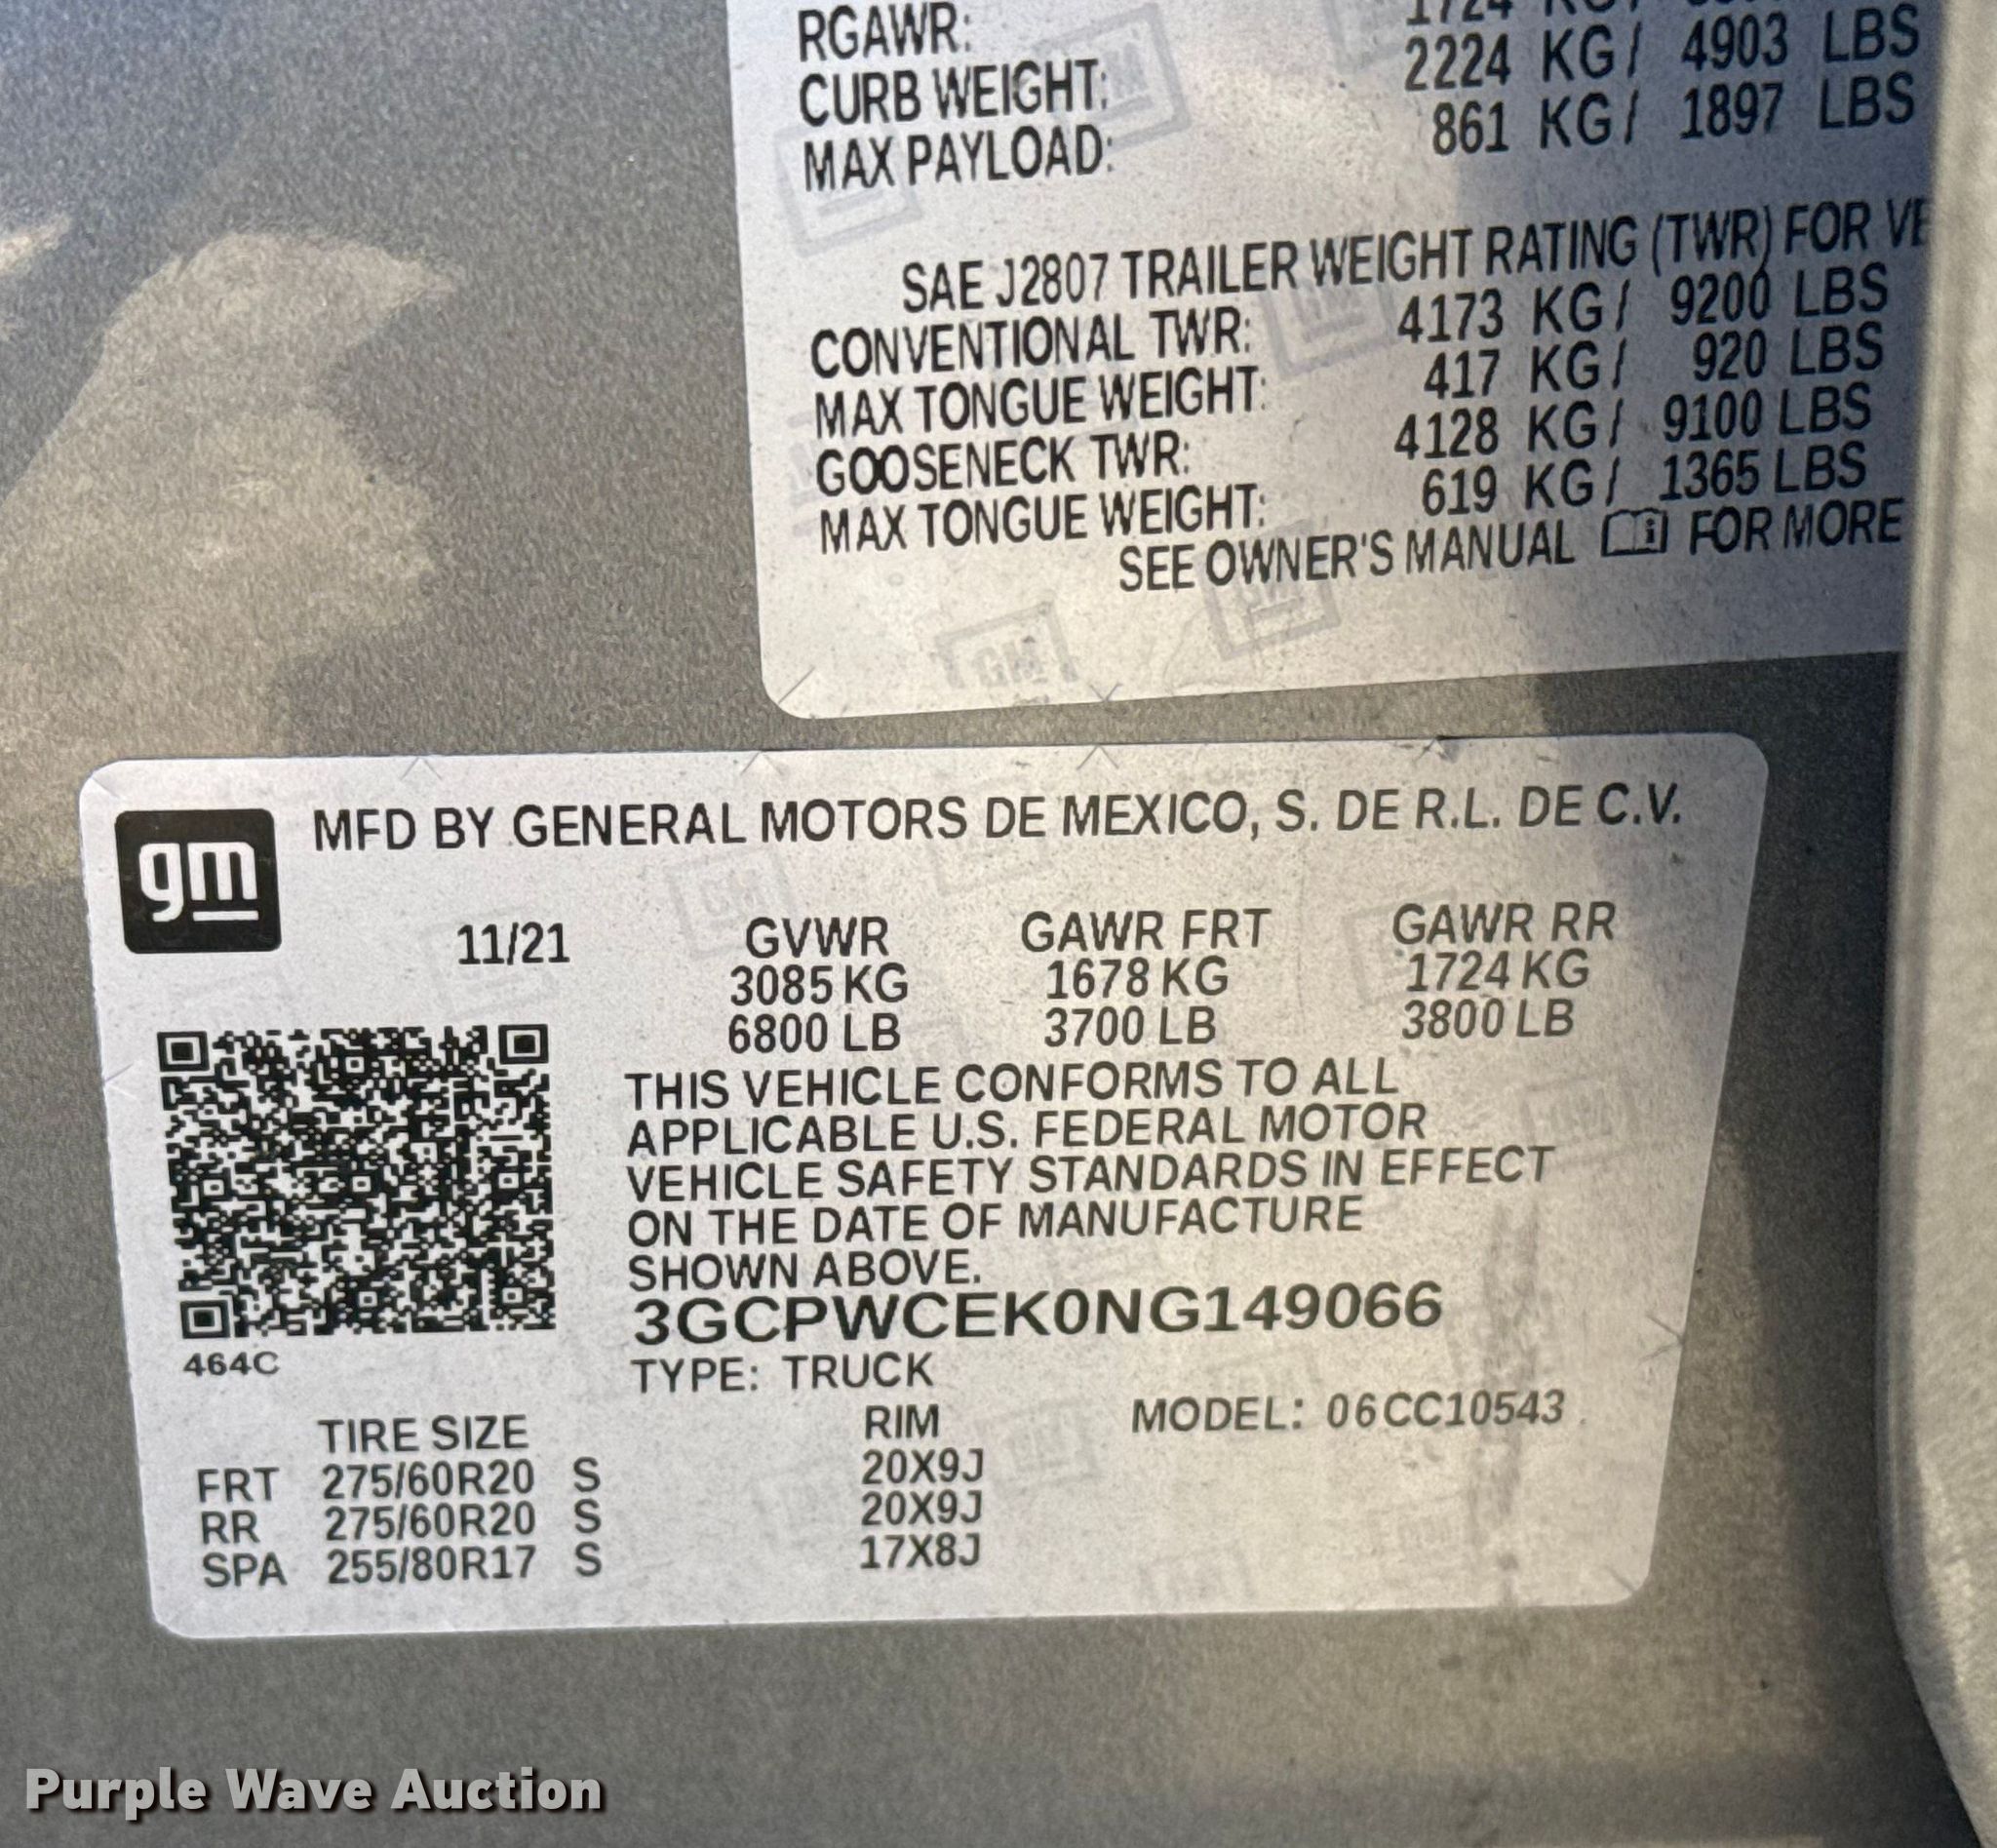 RGAWR: 1724 KG/
CURB WEIGHT: 2224 KG/ 4903 LBS
MAX PAYLOAD: 861 KG/ 1897 LBS
SAE J2807 TRAILER WEIGHT RATING (TWR) FOR VE
CONVENTIONAL TWR: 4173 KG/ 9200 LBS
MAX TONGUE WEIGHT: 417 KG/ 920 LBS
GOOSENECK TWR: 4128 KG/ 9100 LBS
MAX TONGUE WEIGHT: 619 KG/ 1365 LBS
SEE OWNER'S MANUAL FOR MORE
gm
MFD BY GENERAL MOTORS DE MEXICO, S. DE R.L. DE C.V.
11/21 GVWR GAWR FRT GAWR RR
3085 KG 1678 KG 1724 KG
6800 LB 3700 LB 3800 LB
THIS VEHICLE CONFORMS TO ALL
APPLICABLE U.S. FEDERAL MOTOR
VEHICLE SAFETY STANDARDS IN EFFECT
ON THE DATE OF MANUFACTURE
SHOWN ABOVE.
3GCPWCEK0NG149066
464C
TYPE: TRUCK
MODEL: 06CC10543
TIRE SIZE RIM
FRT 275/60R20 S 20X9J
RR 275/60R20 S 20X9J
SPA 255/80R17 S 17X8J
Purple Wave Auction